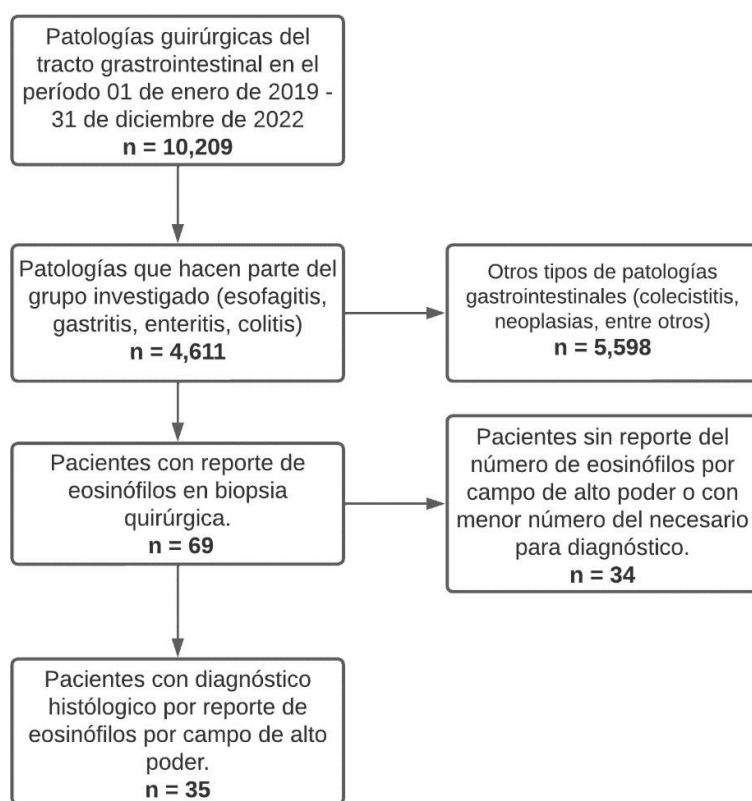 Patologías guirúrgicas del
tracto grastrointestinal en el
período 01 de enero de 2019 -
31 de diciembre de 2022
n = 10,209
Patologías que hacen parte del
grupo investigado (esofagitis,
gastritis, enteritis, colitis)
n = 4,611
Otros tipos de patologías
gastrointestinales (colecistitis,
neoplasias, entre otros)
n = 5,598
Pacientes con reporte de
eosinófilos en biopsia
quirúrgica.
n = 69
Pacientes sin reporte del
número de eosinófilos por
campo de alto poder o con
menor número del necesario
para diagnóstico.
n = 34
Pacientes con diagnóstico
histólogico por reporte de
eosinófilos por campo de alto
poder.
n = 35